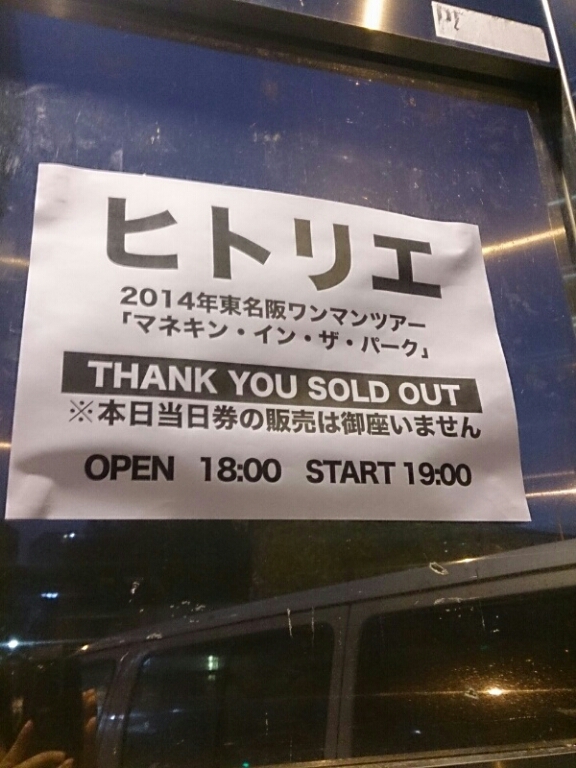 ヒトリエ
2014年東名阪ワンマンツアー
「マネキン・イン・ザ・パーク」
THANK YOU SOLD OUT
※本日当日券の販売は御座いません
OPEN 18:00 START 19:00